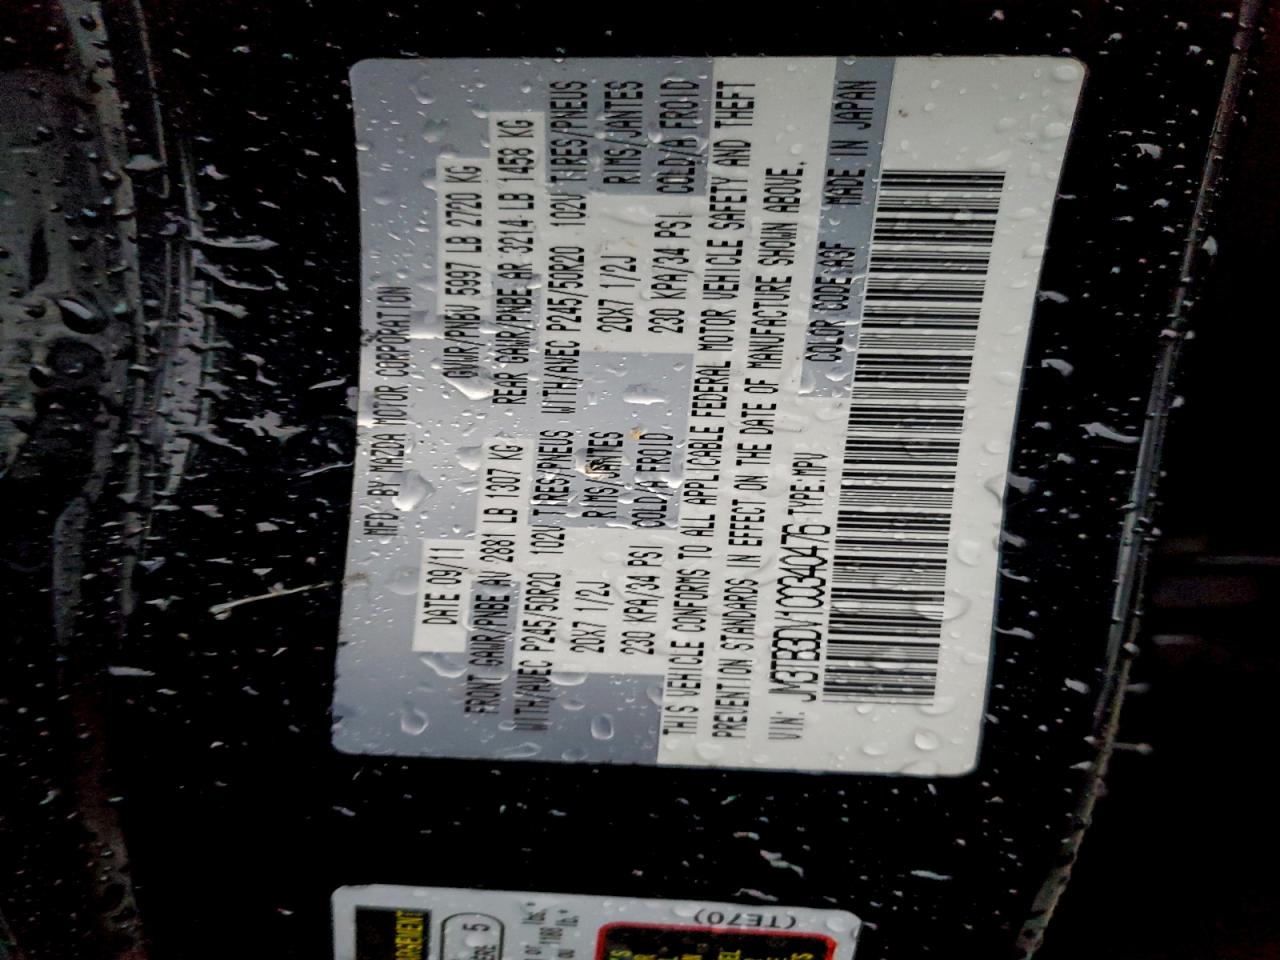 MFD BY MAZDA MOTOR CORPORATION
DATE 09/11
GWR/PNBV 5997 LB 2720 KG
FRONT GAWR/PNBE AV 2881 LB 1307 KG
REAR GAWR/PNBE AR 3214 LB 1458 KG
WITH/AVEC P245/50R20 102V TIRES/PNEUS
WITH/AVEC P245/50R20 102V TIRES/PNEUS
20X7 1/2J RIMS/JANTES
20X7 1/2J RIMS/JANTES
230 KPA/34 PSI COLD/A FROID
230 KPA/34 PSI COLD/A FROID
THIS VEHICLE CONFORMS TO ALL APPLICABLE FEDERAL MOTOR VEHICLE SAFETY AND THEFT
PREVENTION STANDARDS IN EFFECT ON THE DATE OF MANUFACTURE SHOWN ABOVE.
VIN: JM3TB3DV1C0340476 TYPE:MPV
COLOR CODE:A3F MADE IN JAPAN
5
(TE70)